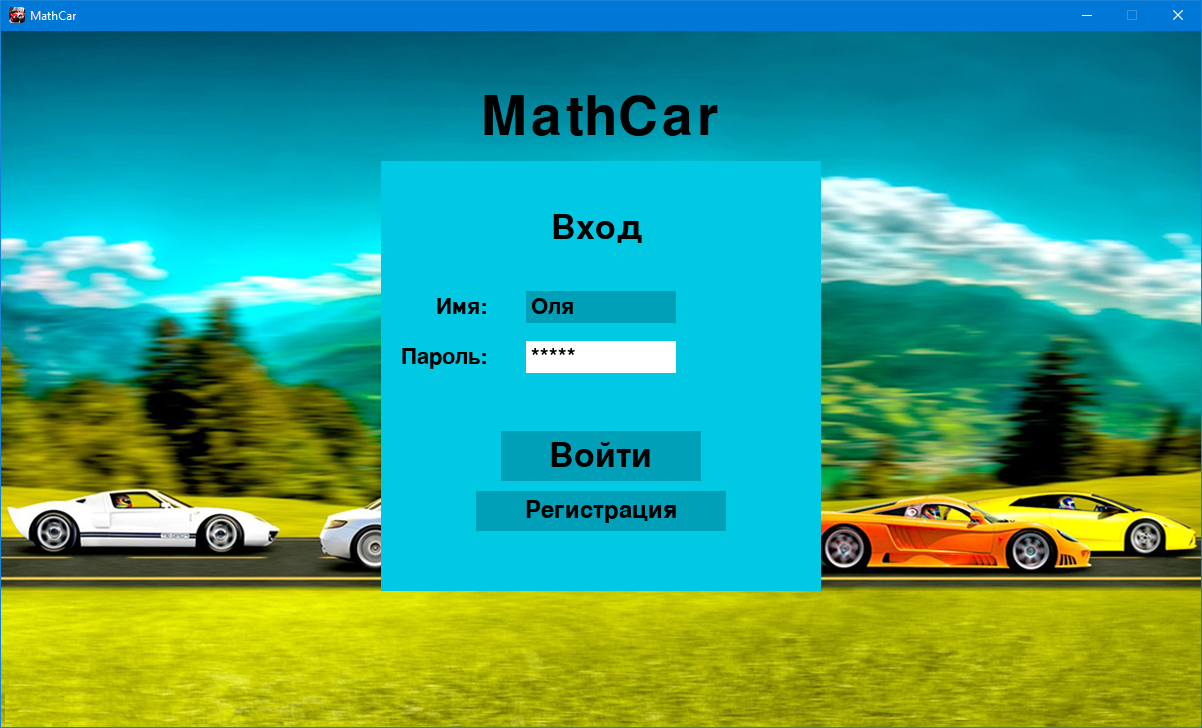 MathCar
MathCar
Вход
Имя: Оля
Пароль: *****
Войти
Регистрация